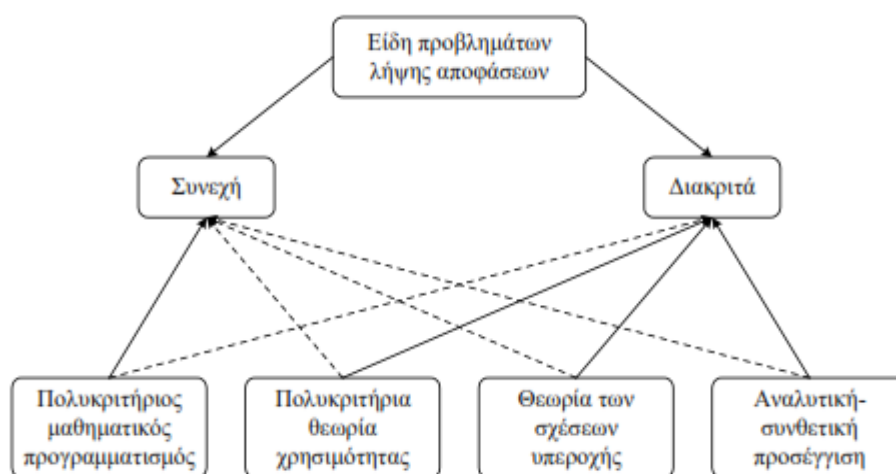 Είδη προβλημάτων
λήψης αποφάσεων
Συνεχή
Διακριτά
Πολυκριτήριος
μαθηματικός
προγραμματισμός
Πολυκριτήρια
θεωρία
χρησιμότητας
Θεωρία των
σχέσεων
υπεροχής
Αναλυτική-
συνθετική
προσέγγιση